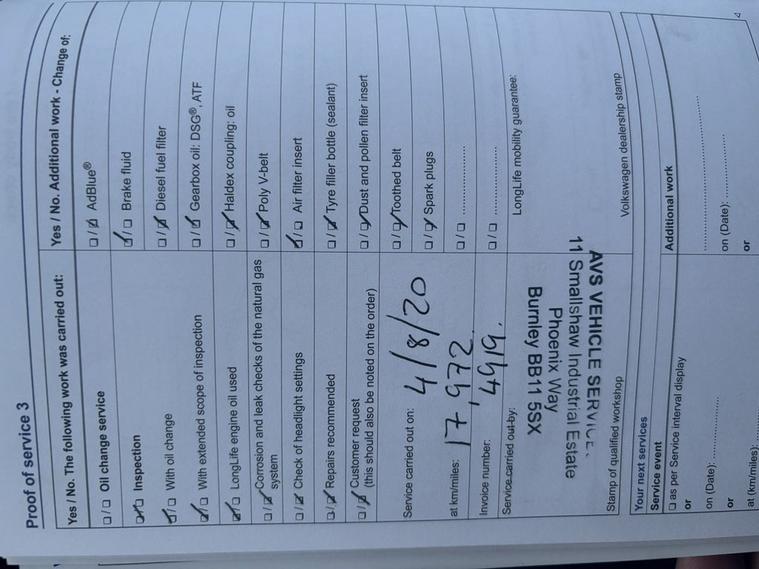 Proof of service 3
Yes / No. The following work was carried out:
☐/☐ Oil change service
☑/☐ Inspection
☑/☐ With oil change
☑/☐ With extended scope of inspection
☑/☐ LongLife engine oil used
☐/☑ Corrosion and leak checks of the natural gas
system
☐/☑ Check of headlight settings
☐/☑ Repairs recommended
☐/☑ Customer request
(this should also be noted on the order)
Yes / No. Additional work - Change of:
☐/☑ AdBlue®
☑/☐ Brake fluid
☐/☑ Diesel fuel filter
☐/☑ Gearbox oil: DSG®, ATF
☐/☑ Haldex coupling: oil
☐/☑ Poly V-belt
☑/☐ Air filter insert
☐/☑ Tyre filler bottle (sealant)
☐/☑ Dust and pollen filter insert
☐/☑ Toothed belt
☐/☑ Spark plugs
☐/☐ ....................
☐/☐ ....................
Service carried out on:
at km/miles:
Invoice number:
Service carried out by:
AVS VEHICLE SERVICE
11 Smallshaw Industrial Estate
Phoenix Way
Burnley BB11 5SX
Stamp of qualified workshop
LongLife mobility guarantee:
Volkswagen dealership stamp
Your next services
Service event
☐ as per Service interval display
or
on (Date): ....................
or
at (km/miles):
Additional work
....................
on (Date): ....................
or